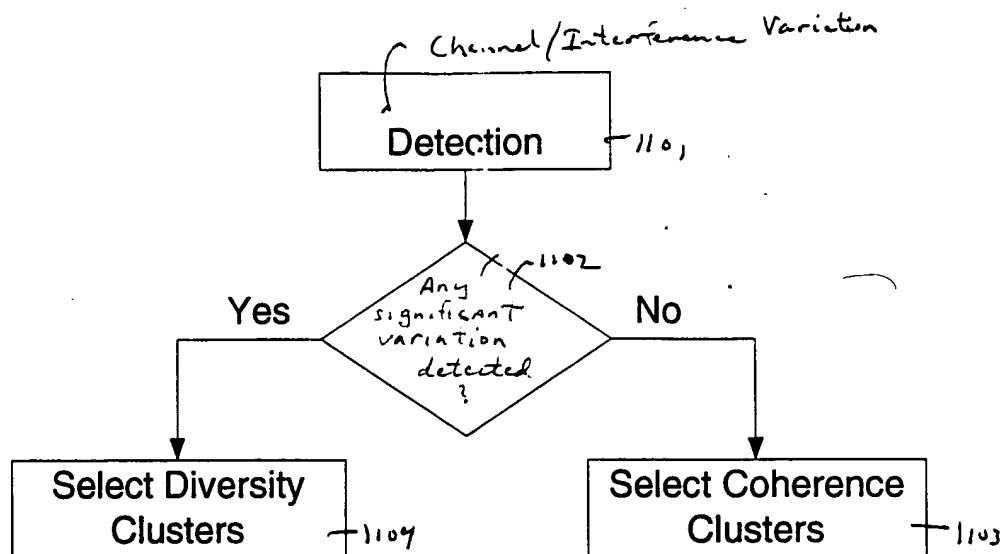 Channel/Interference Variation
Detection
1101
1102
Any
significant
variation
detected
?
Yes
No
Select Diversity
Clusters
1104
Select Coherence
Clusters
1103